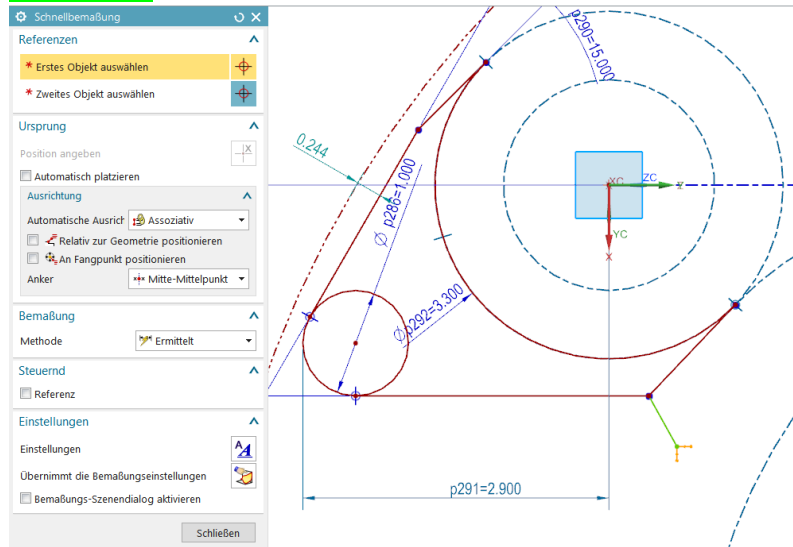 Schnellbemaßung
Referenzen
* Erstes Objekt auswählen
* Zweites Objekt auswählen
Ursprung
Position angeben
Automatisch platzieren
Ausrichtung
Automatische Ausrich
Assoziativ
Relativ zur Geometrie positionieren
An Fangpunkt positionieren
Anker
Mitte-Mittelpunkt
Bemaßung
Methode
Ermittelt
Steuernd
Referenz
Einstellungen
Einstellungen
Übernimmt die Bemaßungseinstellungen
Bemaßungs-Szenendialog aktivieren
Schließen
p290=15.000
0.244
Ø p286=1.000
Øp292=3.300
XC
ZC
Z
YC
X
p291=2.900